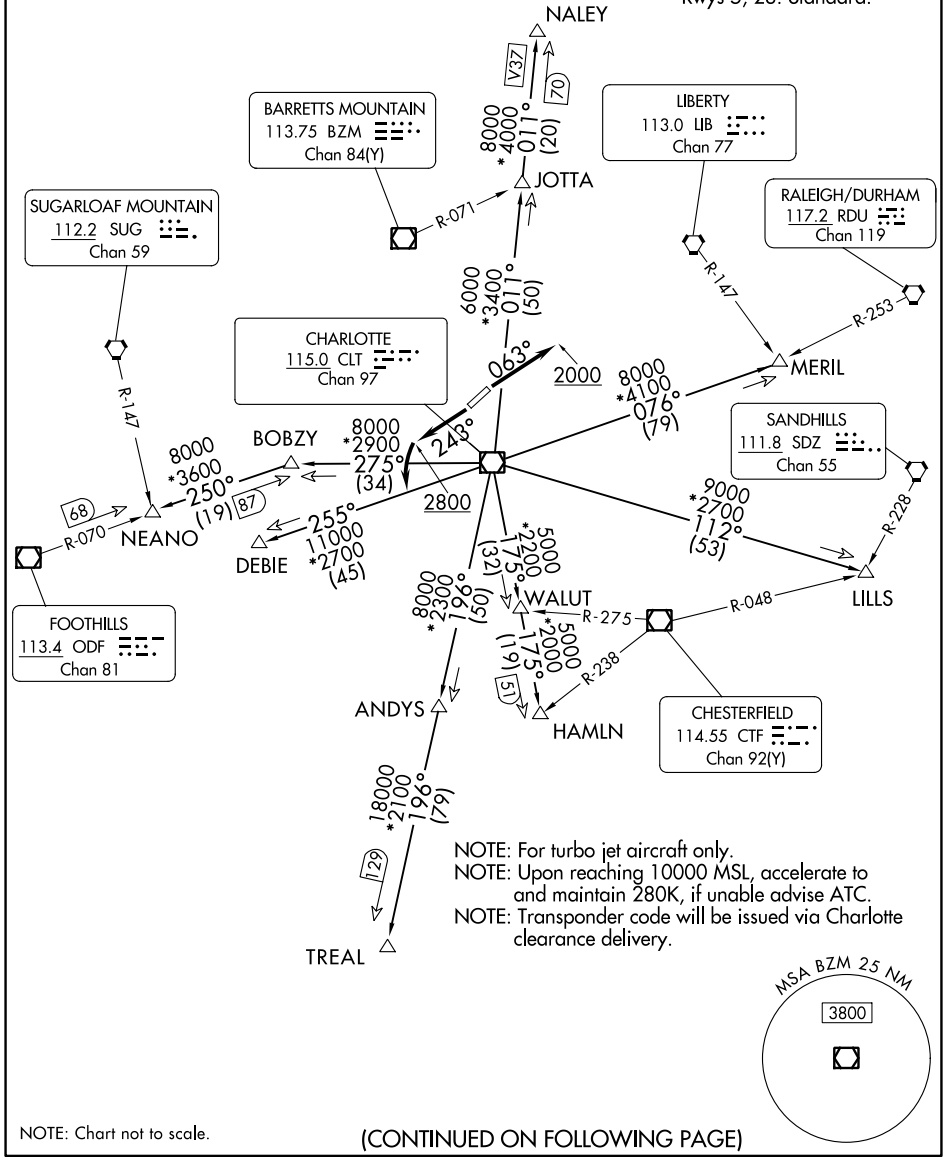 Rwys 5, 23: Standard.
NALEY
V37
70
8000
*4000
011°
(20)
BARRETTS MOUNTAIN
113.75 BZM
Chan 84(Y)
LIBERTY
113.0 LIB
Chan 77
JOTTA
R-071
SUGARLOAF MOUNTAIN
112.2 SUG
Chan 59
RALEIGH/DURHAM
117.2 RDU
Chan 119
R-147
R-253
6000
*3400
011°
(50)
CHARLOTTE
115.0 CLT
Chan 97
063°
2000
MERIL
8000
*4100
076°
(79)
R-147
243°
BOBZY
8000
*2900
275°
(34)
SANDHILLS
111.8 SDZ
Chan 55
8000
*3600
250°
(19)
87
2800
9000
*2700
112°
(53)
R-228
68
R-070
NEANO
255°
11000
*2700
(45)
DEBIE
5000
*2200
175°
(32)
WALUT
R-275
R-048
LILLS
FOOTHILLS
113.4 ODF
Chan 81
8000
*2300
196°
(50)
5000
*2000
175°
(19)
51
R-238
ANDYS
HAMLN
CHESTERFIELD
114.55 CTF
Chan 92(Y)
18000
*2100
196°
(79)
129
TREAL
NOTE: For turbo jet aircraft only.
NOTE: Upon reaching 10000 MSL, accelerate to
and maintain 280K, if unable advise ATC.
NOTE: Transponder code will be issued via Charlotte
clearance delivery.
MSA BZM 25 NM
3800
NOTE: Chart not to scale.
(CONTINUED ON FOLLOWING PAGE)